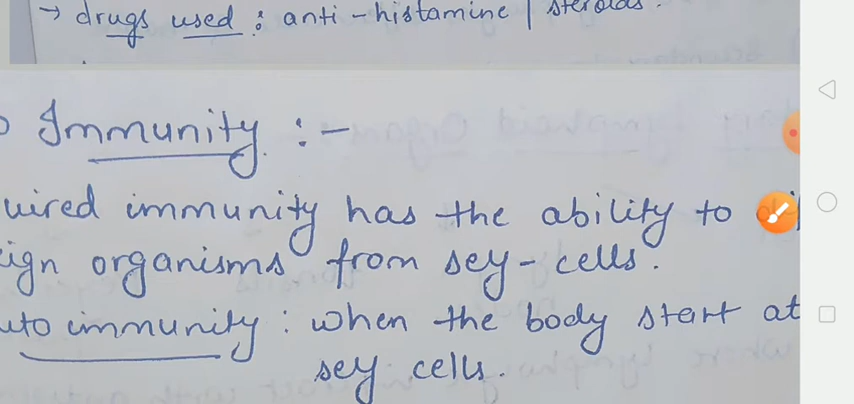 → drugs used : anti-histamine | steroids.
Immunity :-
uired immunity has the ability to
eign organisms from sey-cells.
uto immunity : when the body start at
sey cells.